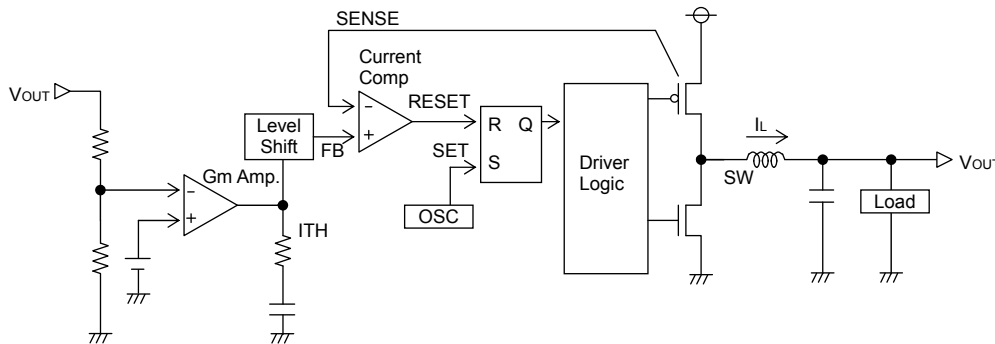 SENSE
Current
Comp
VOUT
RESET
Level
Shift
FB
R Q
S
SET
Gm Amp.
OSC
ITH
Driver
Logic
IL
SW
VOUT
Load
− +
− +